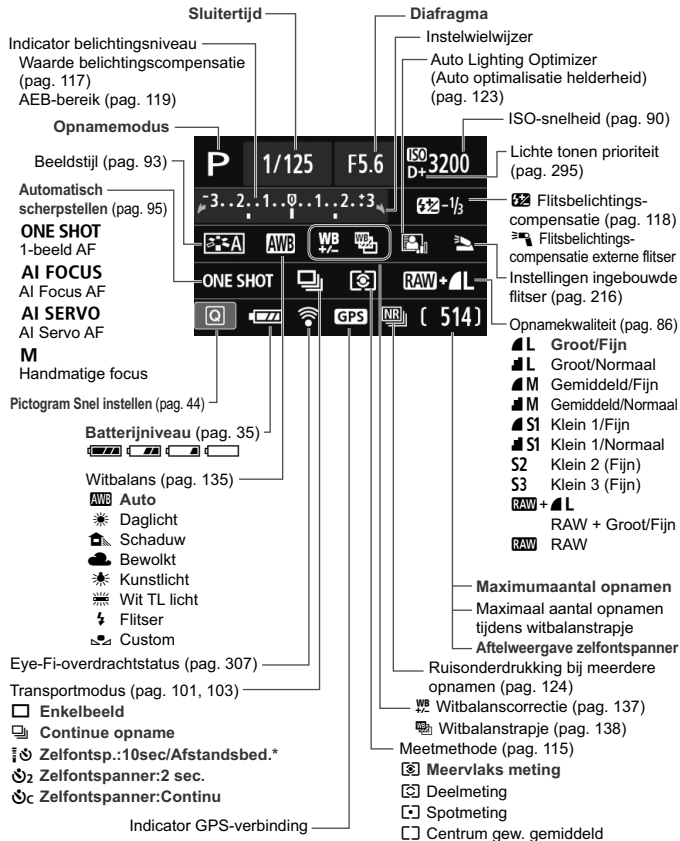 Sluitertijd
Diafragma
Indicator belichtingsniveau
Waarde belichtingscompensatie
(pag. 117)
AEB-bereik (pag. 119)
Instelwielwijzer
Auto Lighting Optimizer
(Auto optimalisatie helderheid)
(pag. 123)
Opnamemodus
ISO-snelheid (pag. 90)
Beeldstijl (pag. 93)
Lichte tonen prioriteit
(pag. 295)
P 1/125 F5.6 ISO D+ 3200
-3..2..1..0..1..2.+3
-1/3
A AWB WB +/- WB
ONE SHOT RAW+L
Q GPS NR ( 514)
Automatisch
scherpstellen (pag. 95)
ONE SHOT
1-beeld AF
AI FOCUS
AI Focus AF
AI SERVO
AI Servo AF
M
Handmatige focus
Flitsbelichtings-
compensatie (pag. 118)
Flitsbelichtings-
compensatie externe flitser
Instellingen ingebouwde
flitser (pag. 216)
Opnamekwaliteit (pag. 86)
L Groot/Fijn
L Groot/Normaal
M Gemiddeld/Fijn
M Gemiddeld/Normaal
S1 Klein 1/Fijn
S1 Klein 1/Normaal
S2 Klein 2 (Fijn)
S3 Klein 3 (Fijn)
RAW + L
RAW + Groot/Fijn
RAW RAW
Pictogram Snel instellen (pag. 44)
Batterijniveau (pag. 35)
Witbalans (pag. 135)
AWB Auto
Daglicht
Schaduw
Bewolkt
Kunstlicht
Wit TL licht
Flitser
Custom
Maximumaantal opnamen
Maximaal aantal opnamen
tijdens witbalanstrapje
Aftelweergave zelfontspanner
Eye-Fi-overdrachtstatus (pag. 307)
Ruisonderdrukking bij meerdere
opnamen (pag. 124)
WB +/- Witbalanscorrectie (pag. 137)
WB Witbalanstrapje (pag. 138)
Transportmodus (pag. 101, 103)
Enkelbeeld
Continue opname
Zelfontsp.:10sec/Afstandsbed.*
2 Zelfontspanner:2 sec.
C Zelfontspanner:Continu
Meetmethode (pag. 115)
Meervlaks meting
Deelmeting
Spotmeting
Centrum gew. gemiddeld
Indicator GPS-verbinding